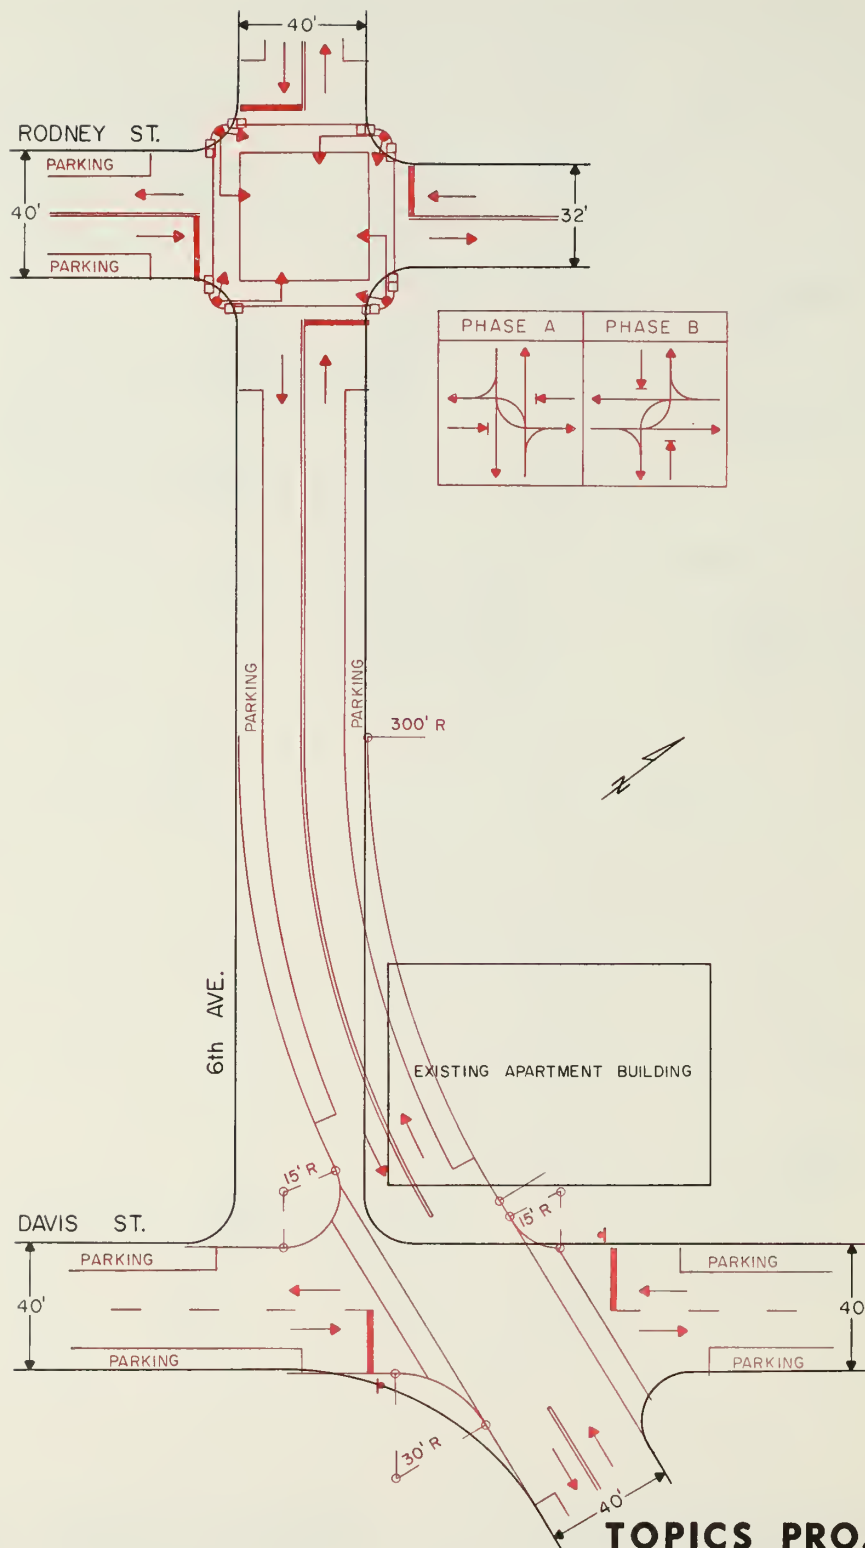 40'
RODNEY ST.
PARKING
40'
32'
PARKING
PHASE A PHASE B
PARKING
PARKING
300' R
N
6th AVE.
EXISTING APARTMENT BUILDING
15' R
15' R
DAVIS ST.
PARKING
PARKING
40'
40
PARKING
PARKING
30' R
40'
TOPICS PRO